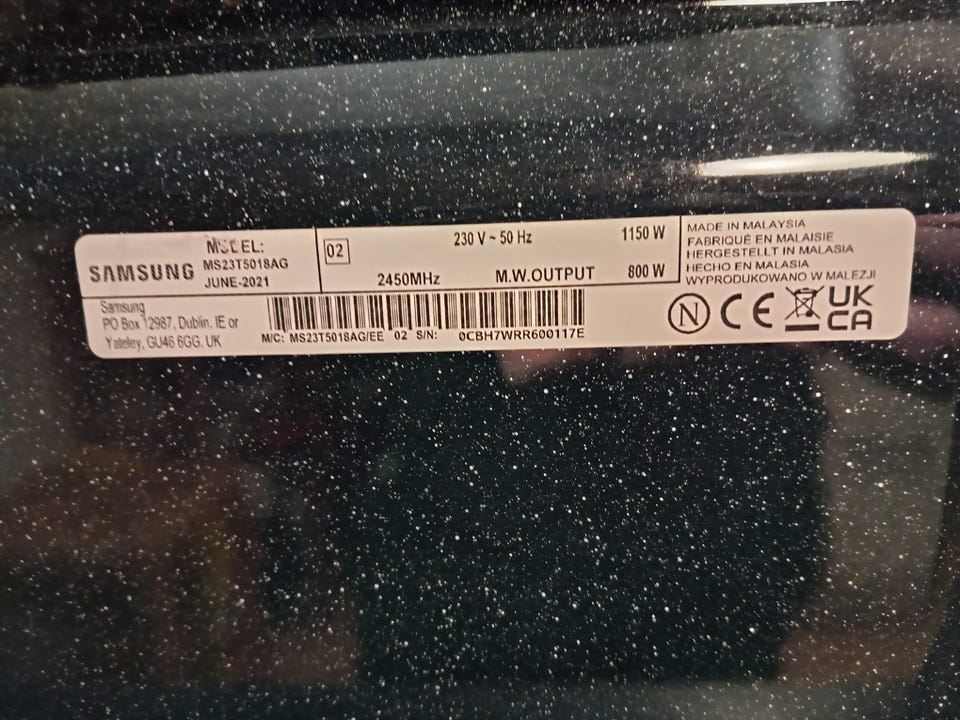 SAMSUNG
MODEL:
MS23T5018AG
JUNE-2021
02
230 V ~ 50 Hz
1150 W
2450MHz
M.W.OUTPUT
800 W
MADE IN MALAYSIA
FABRIQUÉ EN MALAISIE
HERGESTELLT IN MALASIA
HECHO EN MALASIA
WYPRODUKOWANO W MALEZJI
Samsung
PO Box 12987, Dublin. IE or
Yateley, GU46 6GG. UK
M/C: MS23T5018AG/EE 02 S/N: 0CBH7WRR600117E
N
CE
UK
CA